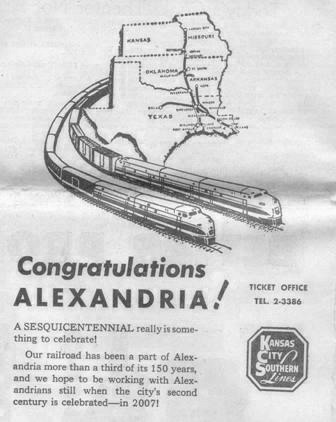 KANSAS
MISSOURI
OKLAHOMA
ARKANSAS
TEXAS
Congratulations
ALEXANDRIA!
TICKET OFFICE
TEL. 2-3386
A SESQUICENTENNIAL really is some-
thing to celebrate!
Our railroad has been a part of Alex-
andria more than a third of its 150 years,
and we hope to be working with Alex-
andrians still when the city's second
century is celebrated—in 2007!
KANSAS
CITY
SOUTHERN
Lines